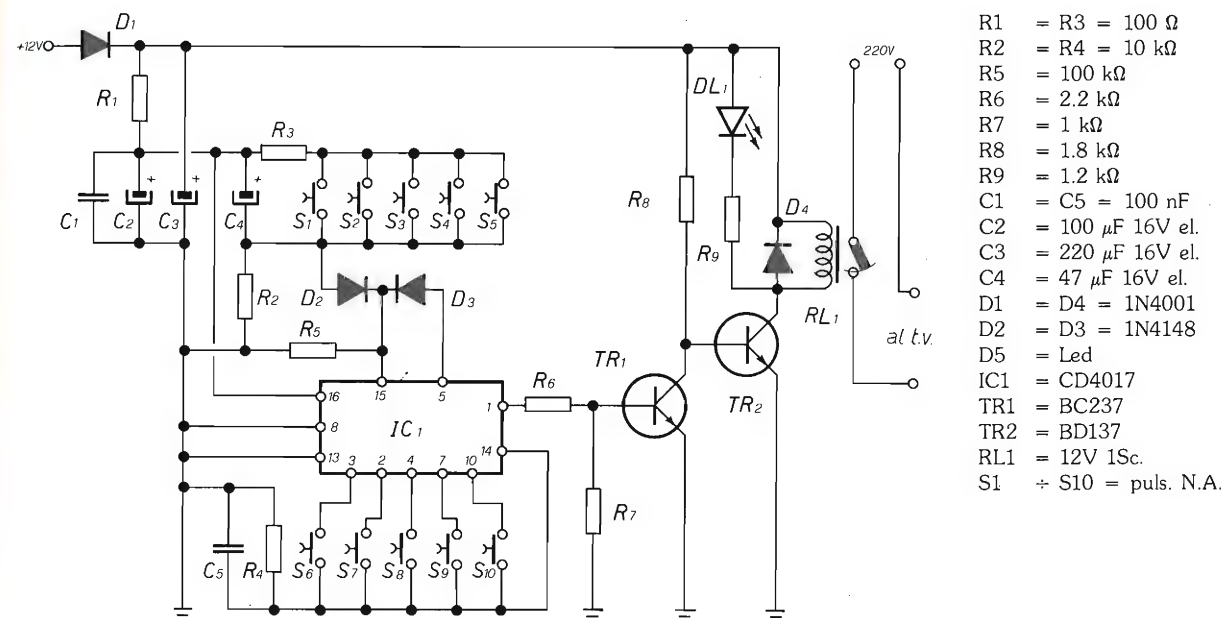 +12V
D1
R1
R3
C1
C2
C3
C4
+
+
+
S1
S2
S3
S4
S5
R2
D2
D3
R5
16
15
5
8
IC1
1
13
14
3
2
4
7
10
R6
R7
TR1
TR2
R8
R9
DL1
D4
RL1
220V
al t.v.
C5
R4
S6
S7
S8
S9
S10
R1 = R3 = 100 Ω
R2 = R4 = 10 kΩ
R5 = 100 kΩ
R6 = 2.2 kΩ
R7 = 1 kΩ
R8 = 1.8 kΩ
R9 = 1.2 kΩ
C1 = C5 = 100 nF
C2 = 100 μF 16V el.
C3 = 220 μF 16V el.
C4 = 47 μF 16V el.
D1 = D4 = 1N4001
D2 = D3 = 1N4148
D5 = Led
IC1 = CD4017
TR1 = BC237
TR2 = BD137
RL1 = 12V 1Sc.
S1 ÷ S10 = puls. N.A.